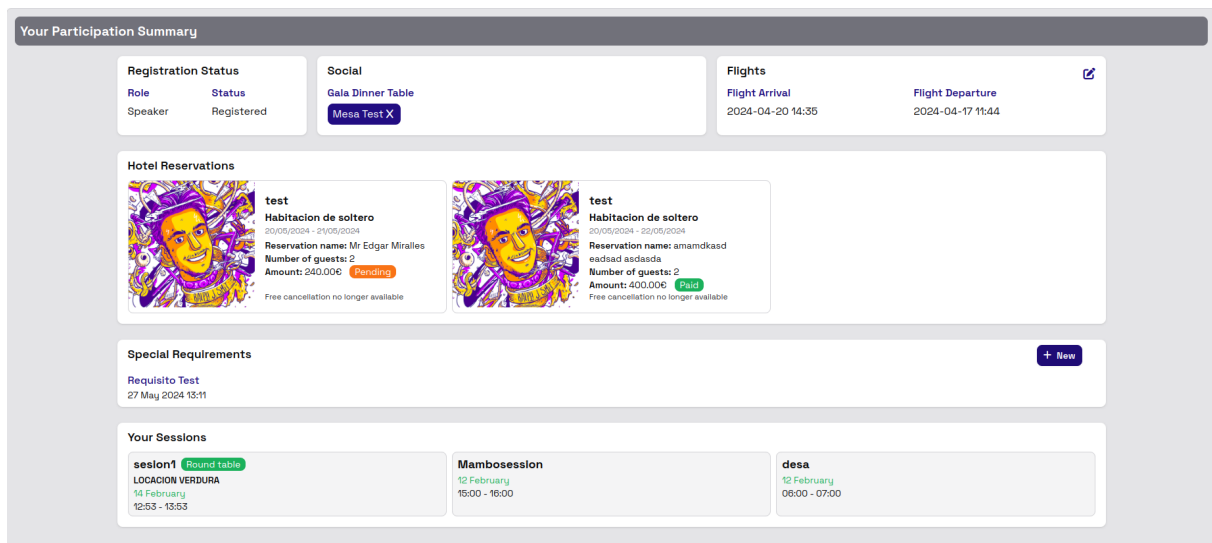 Your Participation Summary
Registration Status
Role Status
Speaker Registered
Social
Gala Dinner Table
Mesa Test X
Flights
Flight Arrival Flight Departure
2024-04-20 14:35 2024-04-17 11:44
Hotel Reservations
test
Habitacion de soltero
20/05/2024 - 21/05/2024
Reservation name: Mr Edgar Miralles
Number of guests: 2
Amount: 240.00€ Pending
Free cancellation no longer available
test
Habitacion de soltero
20/05/2024 - 22/05/2024
Reservation name: amamdkasd
eadsad asdasda
Number of guests: 2
Amount: 400.00€ Paid
Free cancellation no longer available
Special Requirements
+ New
Requisito Test
27 May 2024 13:11
Your Sessions
sesion1 Round table
LOCACION VERDURA
14 February
12:53 - 13:53
Mambosession
12 February
15:00 - 16:00
desa
12 February
06:00 - 07:00